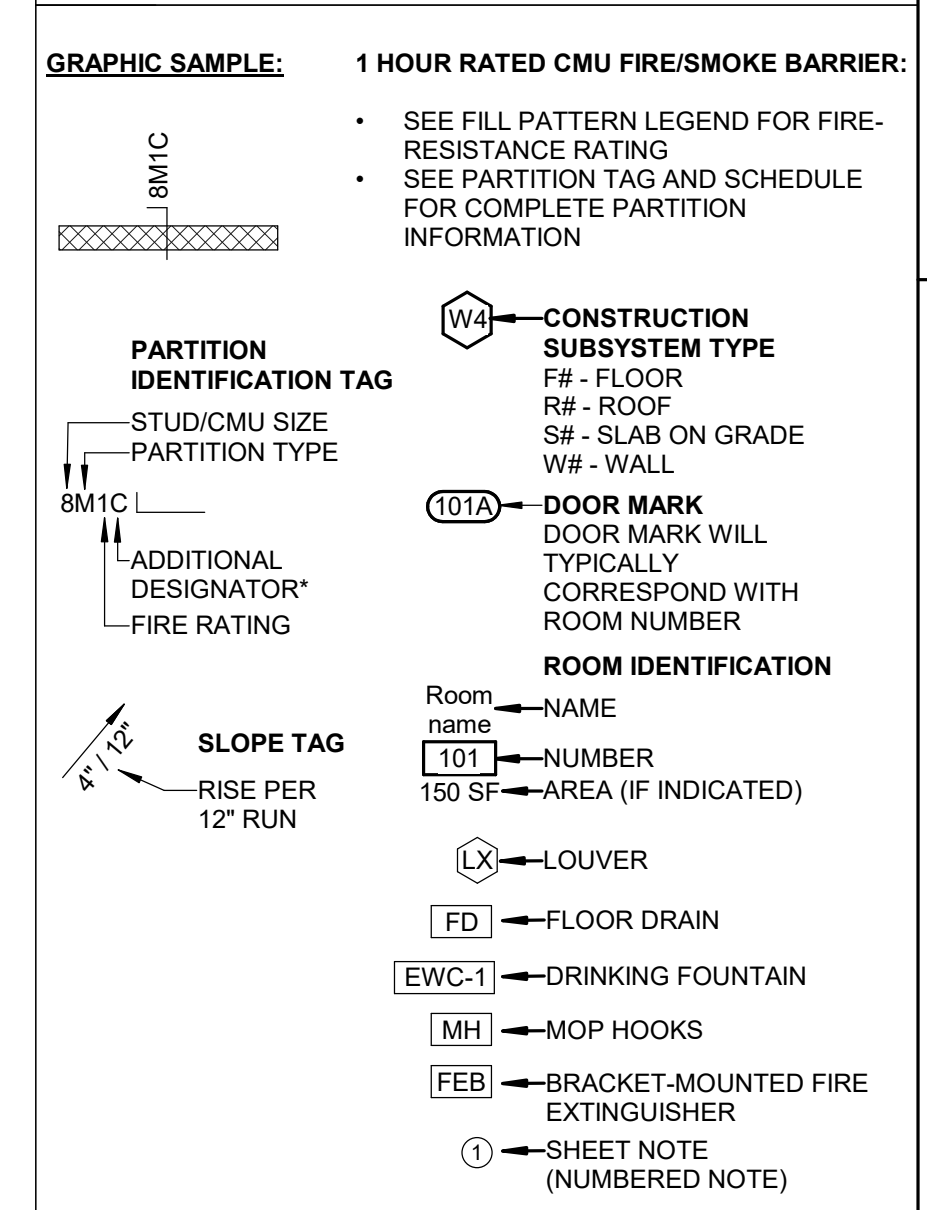 GRAPHIC SAMPLE:
1 HOUR RATED CMU FIRE/SMOKE BARRIER:
8M1C
• SEE FILL PATTERN LEGEND FOR FIRE-
RESISTANCE RATING
• SEE PARTITION TAG AND SCHEDULE
FOR COMPLETE PARTITION
INFORMATION
PARTITION
IDENTIFICATION TAG
STUD/CMU SIZE
PARTITION TYPE
8M1C
ADDITIONAL
DESIGNATOR*
FIRE RATING
4" / 12"
SLOPE TAG
RISE PER
12" RUN
W4
CONSTRUCTION
SUBSYSTEM TYPE
F# - FLOOR
R# - ROOF
S# - SLAB ON GRADE
W# - WALL
101A
DOOR MARK
DOOR MARK WILL
TYPICALLY
CORRESPOND WITH
ROOM NUMBER
ROOM IDENTIFICATION
Room
name
NAME
101
NUMBER
150 SF
AREA (IF INDICATED)
LX
LOUVER
FD
FLOOR DRAIN
EWC-1
DRINKING FOUNTAIN
MH
MOP HOOKS
FEB
BRACKET-MOUNTED FIRE
EXTINGUISHER
1
SHEET NOTE
(NUMBERED NOTE)